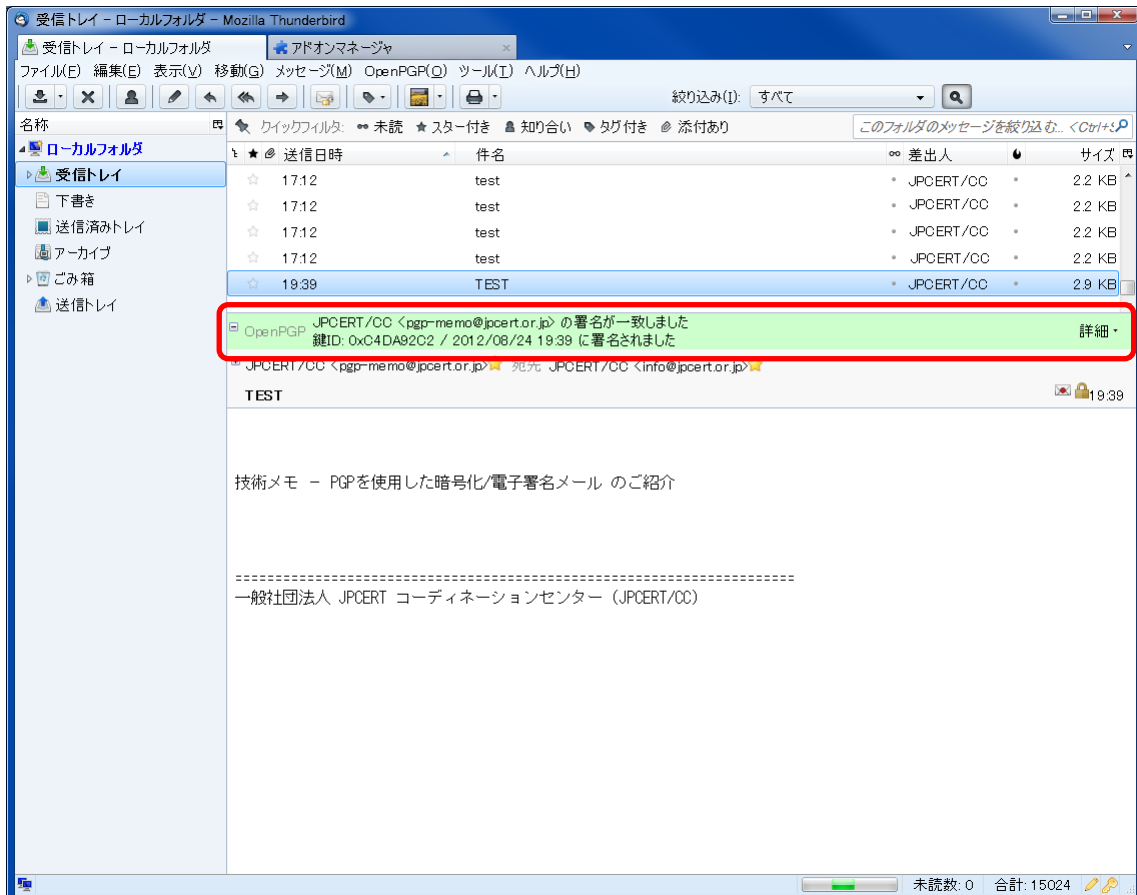 受信トレイ - ローカルフォルダ - Mozilla Thunderbird
受信トレイ - ローカルフォルダ アドオンマネージャ
ファイル(F) 編集(E) 表示(V) 移動(G) メッセージ(M) OpenPGP(O) ツール(T) ヘルプ(H)
絞り込み(I): すべて
名称
クイックフィルタ: 未読 スター付き 知り合い タグ付き 添付あり このフォルダのメッセージを絞り込む... <Ctrl+S
ローカルフォルダ
受信トレイ
下書き
送信済みトレイ
アーカイブ
ごみ箱
送信トレイ
送信日時 件名 差出人 サイズ
17:12 test JPCERT/CC 2.2 KB
17:12 test JPCERT/CC 2.2 KB
17:12 test JPCERT/CC 2.2 KB
17:12 test JPCERT/CC 2.2 KB
19:39 TEST JPCERT/CC 2.9 KB
OpenPGP JPCERT/CC <pgp-memo@jpcert.or.jp> の署名が一致しました
鍵ID: 0xC4DA92C2 / 2012/08/24 19:39 に署名されました
詳細
JPCERT/CC <pgp-memo@jpcert.or.jp> 宛先 JPCERT/CC <info@jpcert.or.jp>
TEST 19:39
技術メモ - PGPを使用した暗号化/電子署名メール のご紹介
======================================================================
一般社団法人 JPCERT コーディネーションセンター (JPCERT/CC)
未読数: 0 合計: 15024